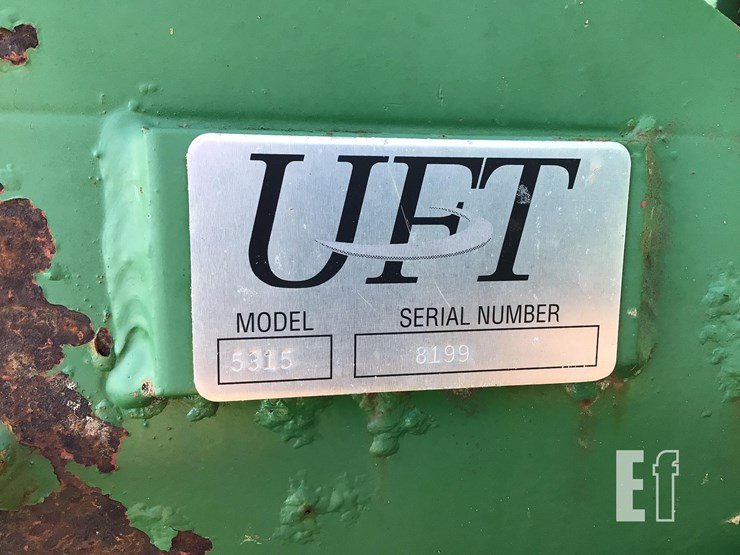 UFT
MODEL SERIAL NUMBER
5315 8199
Ef